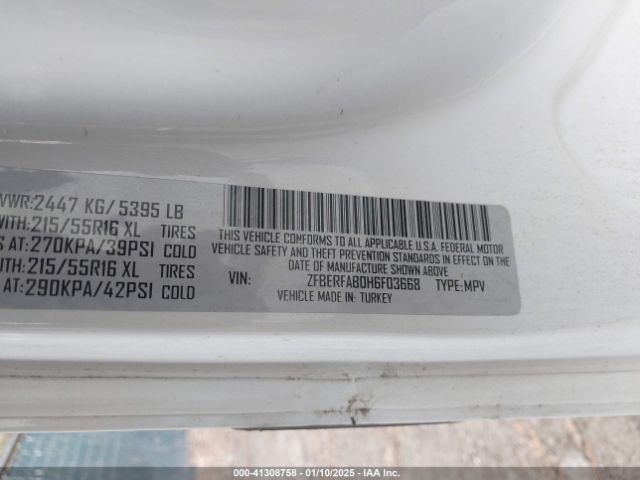 VWR:2447 KG/ 5395 LB
WITH:215/55R16 XL TIRES
S AT:270KPA/39PSI COLD
ITH:215/55R16 XL TIRES
AT:290KPA/42PSI COLD
THIS VEHICLE CONFORMS TO ALL APPLICABLE U.S.A. FEDERAL MOTOR
VEHICLE SAFETY AND THEFT PREVENTION STANDARDS IN EFFECT ON THE
DATE OF MANUFACTURE SHOWN ABOVE
VIN: ZFBERFAB0H6F03668 TYPE:MPV
VEHICLE MADE IN: TURKEY
000-41308758 — 01/10/2025 — IAA Inc.